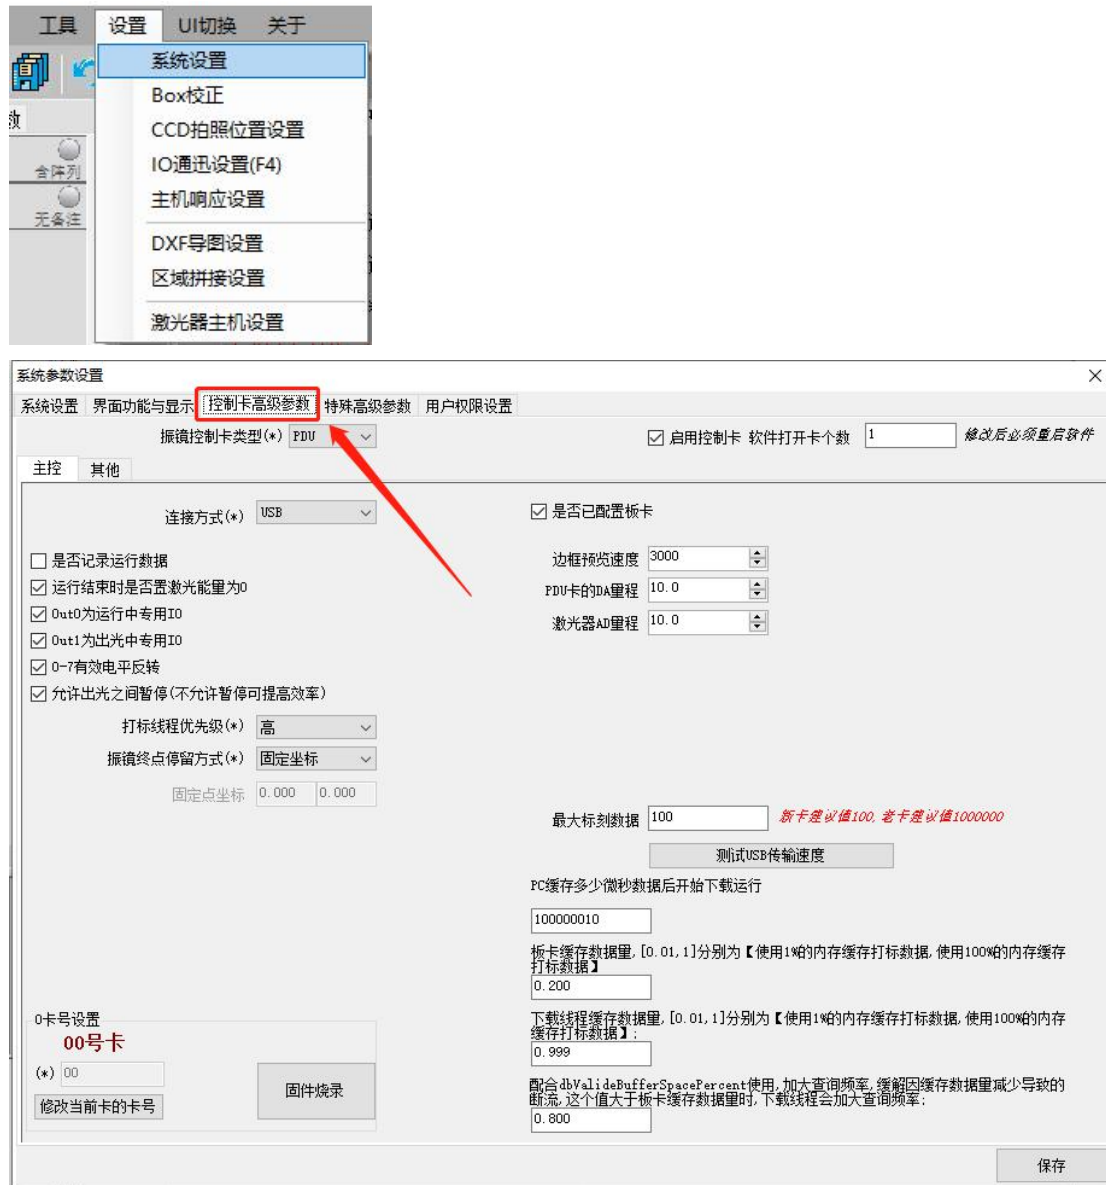 工具 设置 UI切换 关于
系统设置
Box校正
CCD拍照位置设置
含阵列
IO通讯设置(F4)
主机响应设置
无备注
DXF导图设置
区域拼接设置
激光器主机设置
系统参数设置
系统设置 界面功能与显示 控制卡高级参数 特殊高级参数 用户权限设置
振镜控制卡类型(*) PDU 启用控制卡 软件打开卡个数 1 修改后必须重启软件
主控 其他
连接方式(*) USB
是否已配置板卡
是否记录运行数据
边框预览速度 3000
运行结束时是否置激光能量为0
PDU卡的DA量程 10.0
Out0为运行中专用IO
激光器AD量程 10.0
Out1为出光中专用IO
0-7有效电平反转
允许出光之间暂停(不允许暂停可提高效率)
打标线程优先级(*) 高
振镜终点停留方式(*) 固定坐标
固定点坐标 0.000 0.000
最大标刻数据 100 新卡建议值100, 老卡建议值1000000
测试USB传输速度
PC缓存多少微秒数据后开始下载运行
100000010
板卡缓存数据量, [0.01,1]分别为【使用1%的内存缓存打标数据, 使用100%的内存缓存
打标数据】
0.200
下载线程缓存数据量, [0.01,1]分别为【使用1%的内存缓存打标数据, 使用100%的内存
缓存打标数据】;
0.999
配合dbValideBufferSpacePercent使用, 加大查询频率, 缓解因缓存数据量减少导致的
断流, 这个值大于板卡缓存数据量时, 下载线程会加大查询频率;
0.800
0卡号设置
00号卡
(*) 00
修改当前卡的卡号
固件烧录
保存